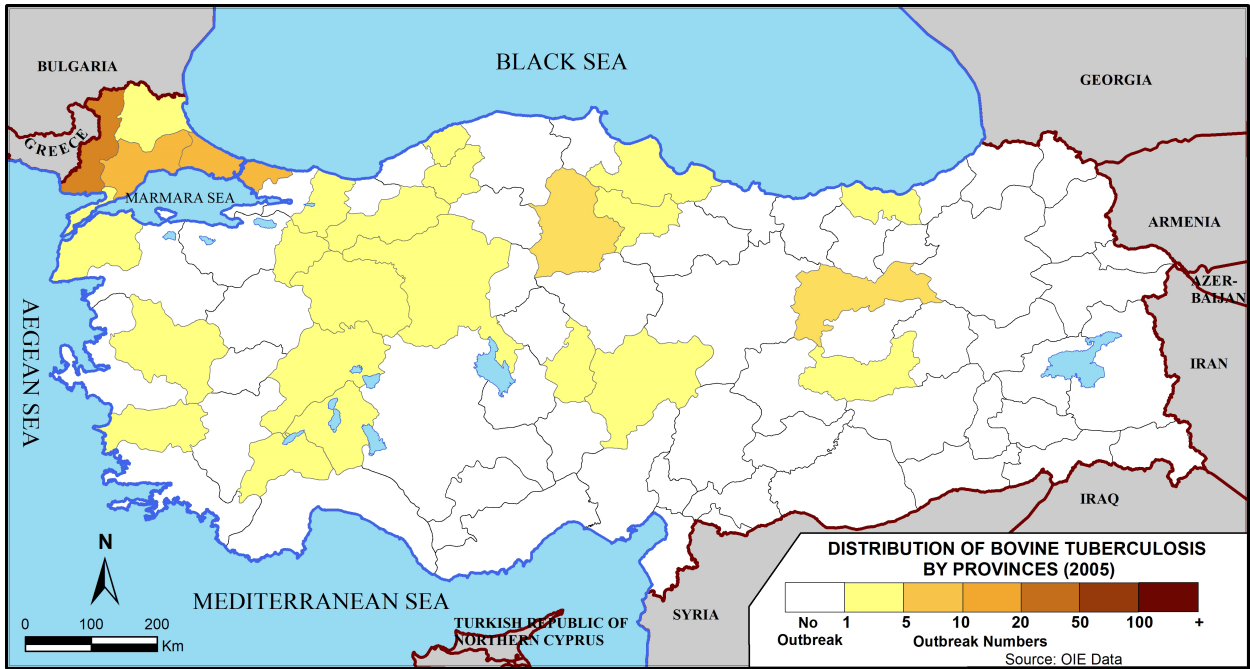 BLACK SEA
BULGARIA
GEORGIA
GREECE
MARMARA SEA
ARMENIA
AZER-
BAIJAN
AEGEAN SEA
IRAN
IRAQ
N
MEDITERRANEAN SEA
SYRIA
TURKISH REPUBLIC OF
NORTHERN CYPRUS
0 100 200
Km
DISTRIBUTION OF BOVINE TUBERCULOSIS
BY PROVINCES (2005)
No 1 5 10 20 50 100 +
Outbreak Outbreak Numbers
Source: OIE Data